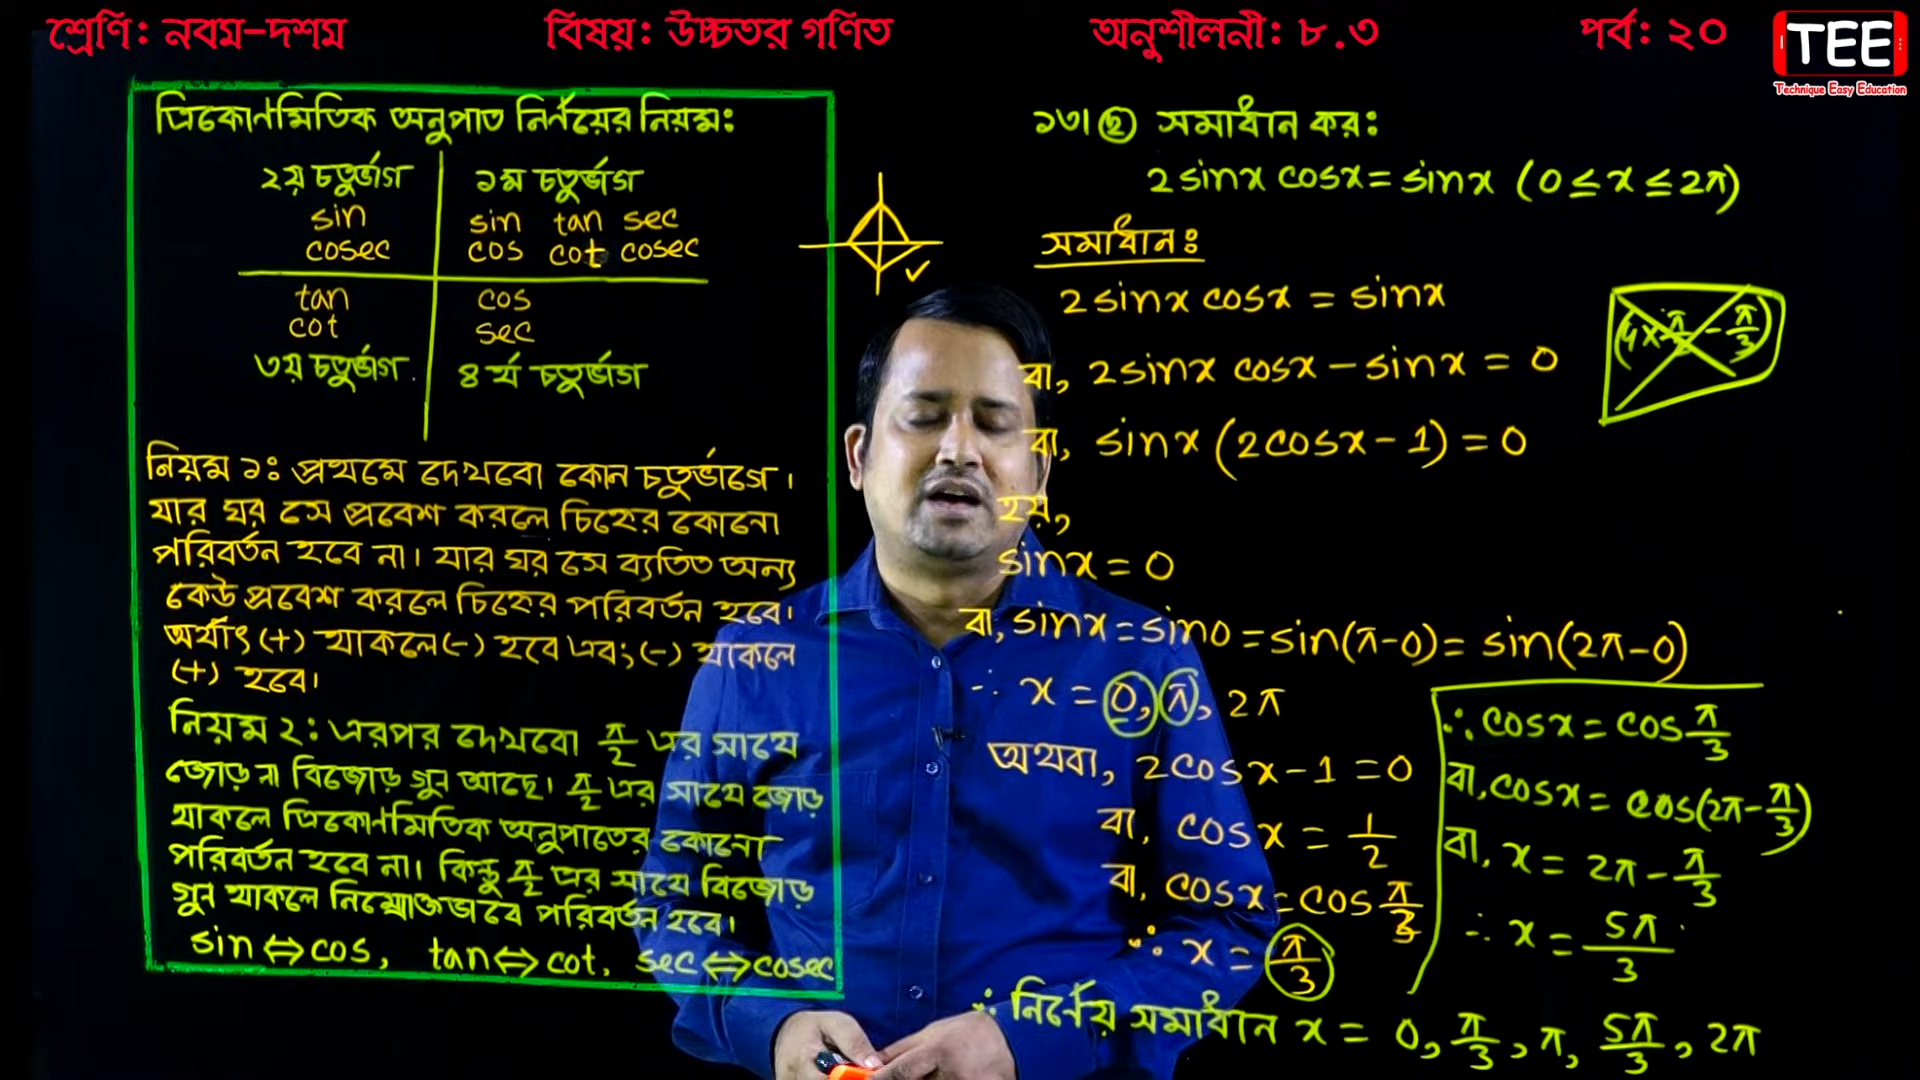 শ্রেণি: নবম-দশম
বিষয়: উচ্চতর গণিত
অনুশীলনী: ৮.৩
পর্ব: ২০
TEE
Technique Easy Education
ত্রিকোণমিতিক অনুপাত নির্ণয়ের নিয়ম:
২য় চতুর্ভাগ
১ম চতুর্ভাগ
sin
sin tan sec
cosec
cos cot cosec
tan
cos
cot
sec
৩য় চতুর্ভাগ
৪র্থ চতুর্ভাগ
নিয়ম ১: প্রথমে দেখবো কোন চতুর্ভাগে।
যার ঘর সে প্রবেশ করলে চিহ্নের কোনো
পরিবর্তন হবে না। যার ঘর সে ব্যতিত অন্য
কেউ প্রবেশ করলে চিহ্নের পরিবর্তন হবে।
অর্থাৎ (+) থাকলে (-) হবে এবং (-) থাকলে
(+) হবে।
নিয়ম ২: এরপর দেখবো π/2 এর সাথে
জোড় না বিজোড় গুন আছে। π/2 এর সাথে জোড়
থাকলে ত্রিকোণমিতিক অনুপাতের কোনো
পরিবর্তন হবে না। কিন্তু π/2 এর সাথে বিজোড়
গুন থাকলে নিম্নোক্তভাবে পরিবর্তন হবে।
sin⇔cos, tan⇔cot, sec⇔cosec
১৩। ছ সমাধান কর:
2sinx cosx = sinx (0 ≤ x ≤ 2π)
সমাধান:
2sinx cosx = sinx
বা, 2sinx cosx - sinx = 0
বা, sinx (2cosx - 1) = 0
হয়,
sinx = 0
বা, sinx = sin0 = sin(π-0) = sin(2π-0)
∴ x = 0, π, 2π
অথবা, 2cosx - 1 = 0
বা, cosx = 1/2
বা, cosx = cos π/3
∴ x = π/3
∴ cosx = cos π/3
বা, cosx = cos(2π - π/3)
বা, x = 2π - π/3
∴ x = 5π/3
∴ নির্ণেয় সমাধান x = 0, π/3, π, 5π/3, 2π